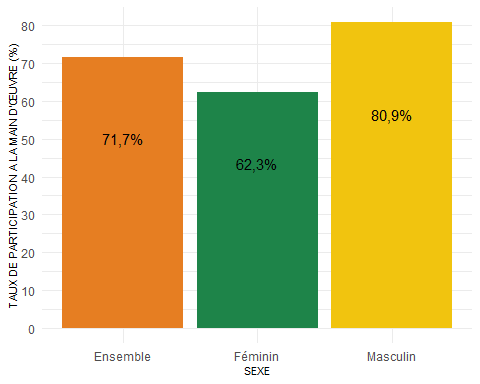 TAUX DE PARTICIPATION A LA MAIN D'ŒUVRE (%)
80
70
60
50
40
30
20
10
0
71,7%
62,3%
80,9%
Ensemble
Féminin
Masculin
SEXE